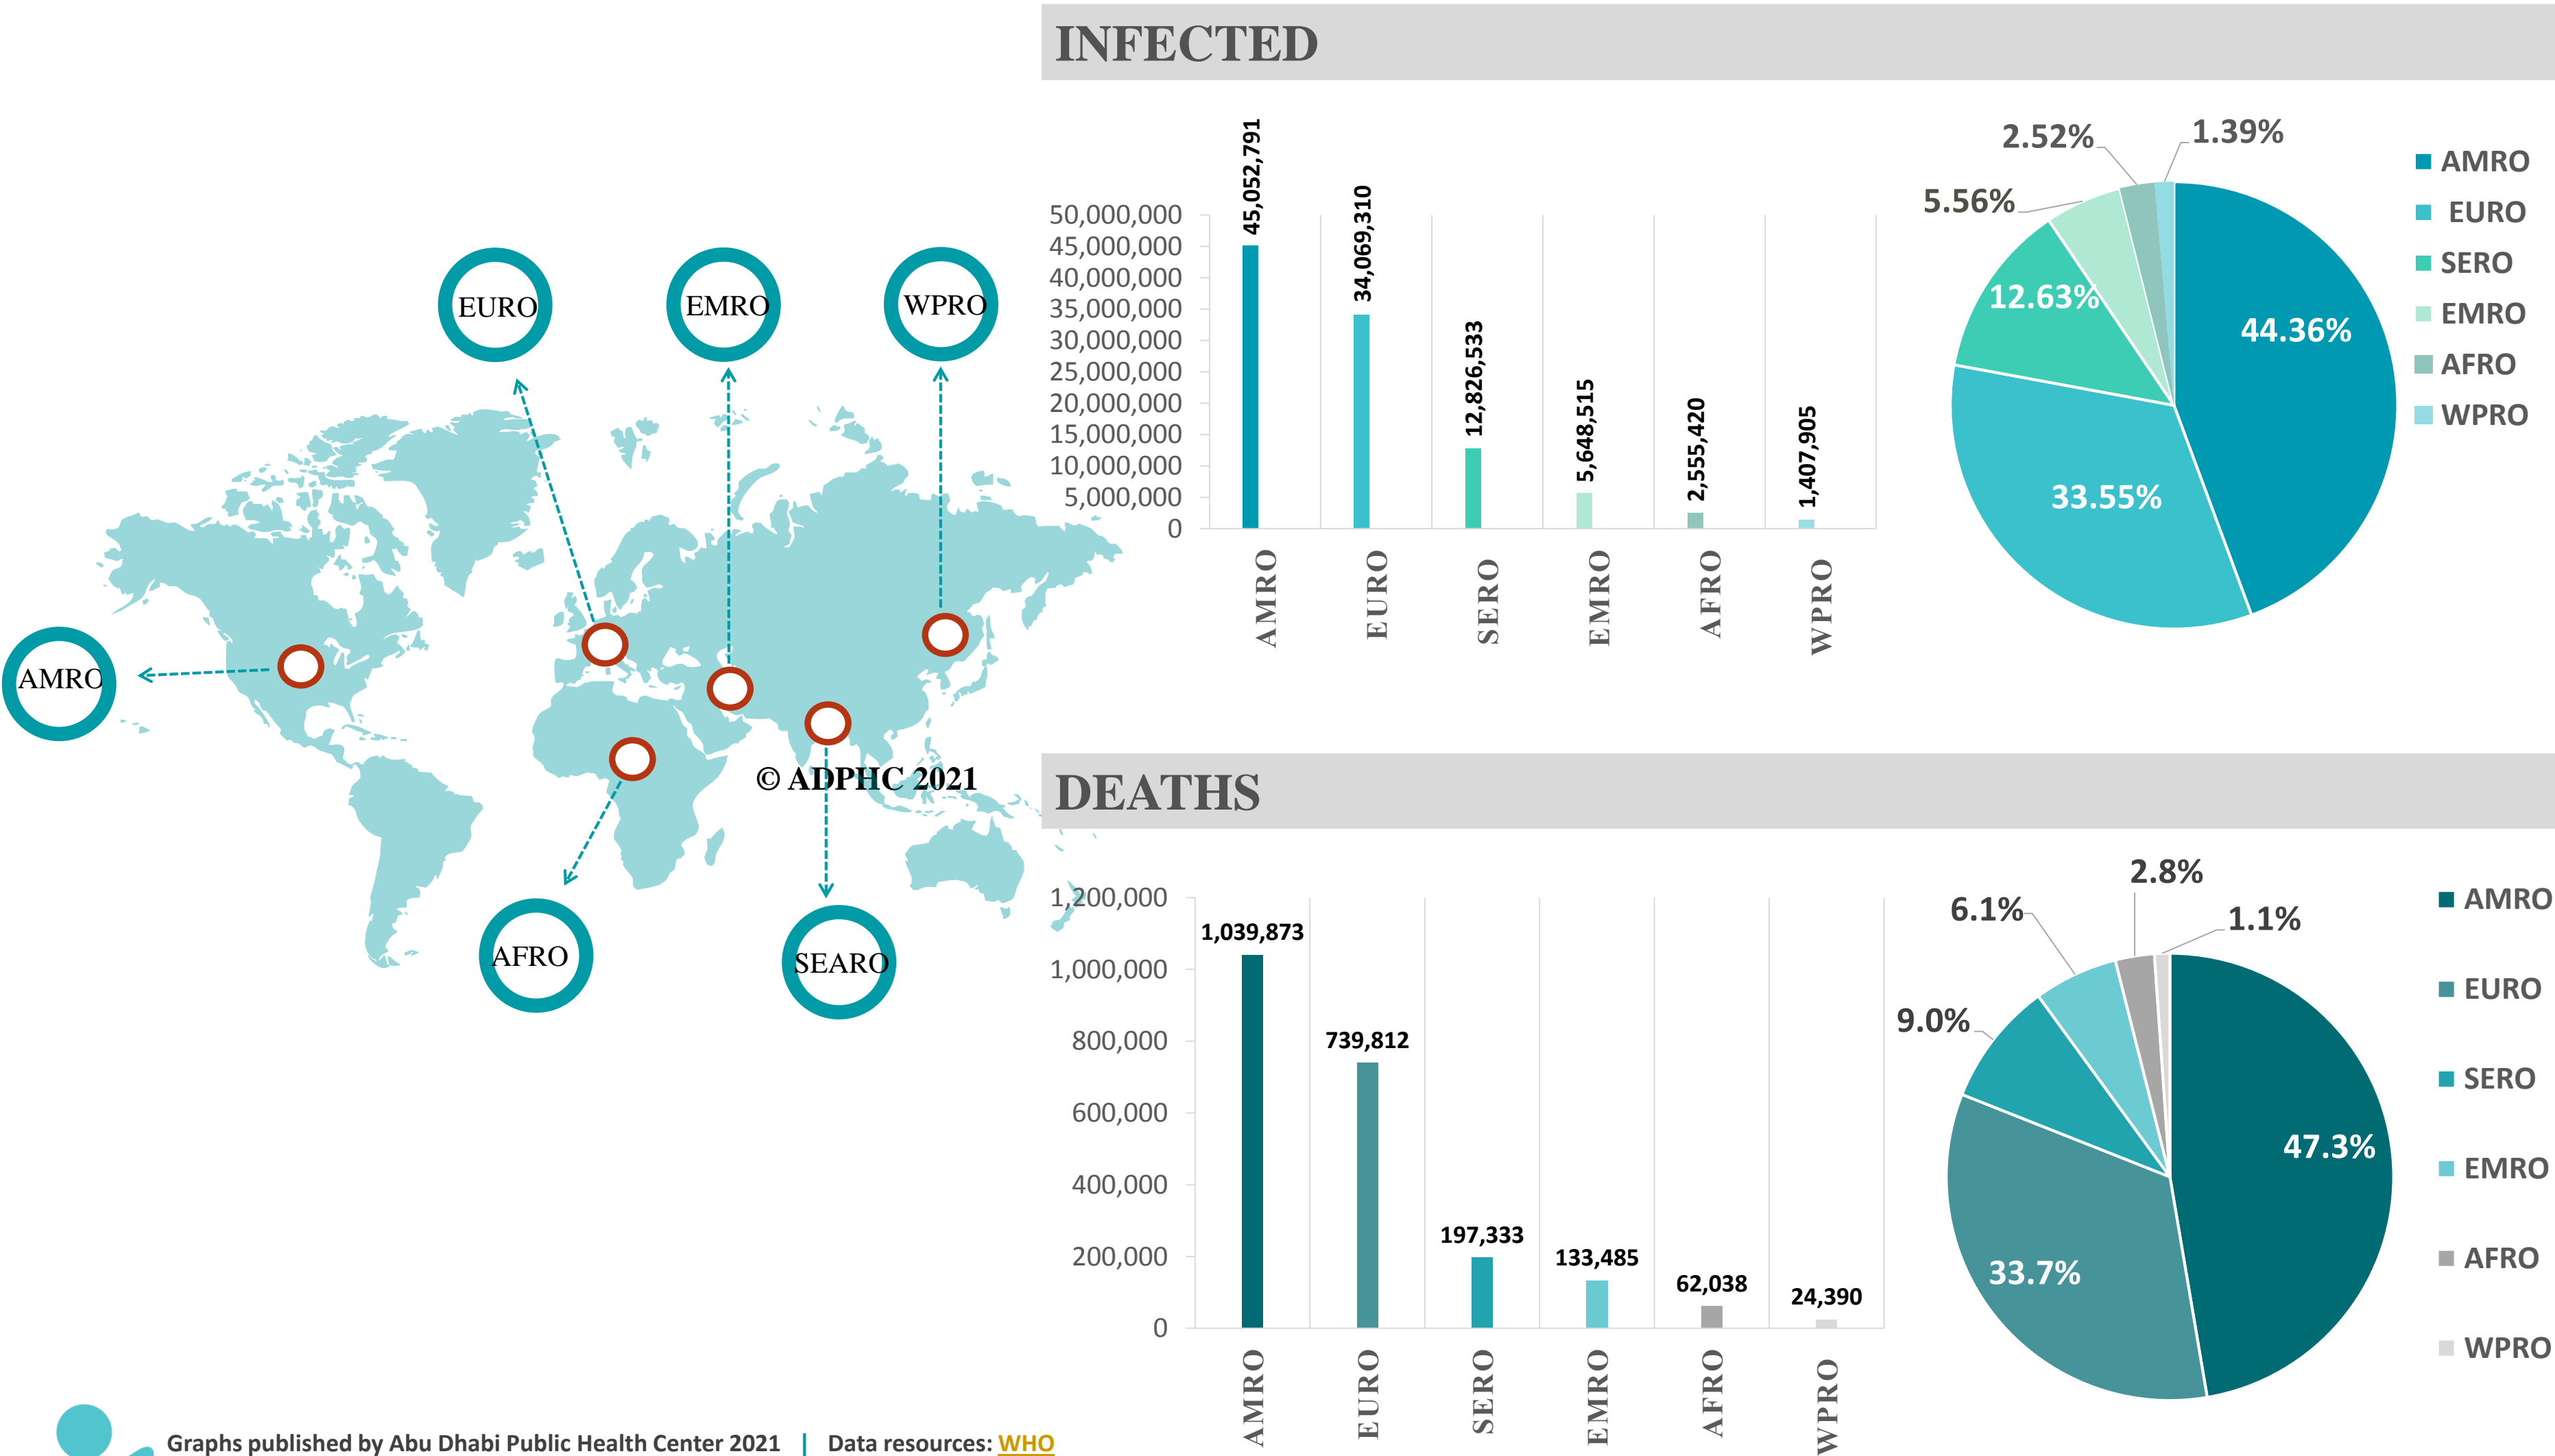 EURO
EMRO
WPRO
AMRO
AFRO
SEARO
© ADPHC 2021
INFECTED
50,000,000
45,000,000
40,000,000
35,000,000
30,000,000
25,000,000
20,000,000
15,000,000
10,000,000
5,000,000
0
45,052,791
34,069,310
12,826,533
5,648,515
2,555,420
1,407,905
AMRO
EURO
SERO
EMRO
AFRO
WPRO
2.52%
1.39%
5.56%
12.63%
44.36%
33.55%
AMRO
EURO
SERO
EMRO
AFRO
WPRO
DEATHS
1,200,000
1,000,000
800,000
600,000
400,000
200,000
0
1,039,873
739,812
197,333
133,485
62,038
24,390
AMRO
EURO
SERO
EMRO
AFRO
WPRO
2.8%
6.1%
1.1%
9.0%
47.3%
33.7%
AMRO
EURO
SERO
EMRO
AFRO
WPRO
Graphs published by Abu Dhabi Public Health Center 2021 | Data resources: WHO